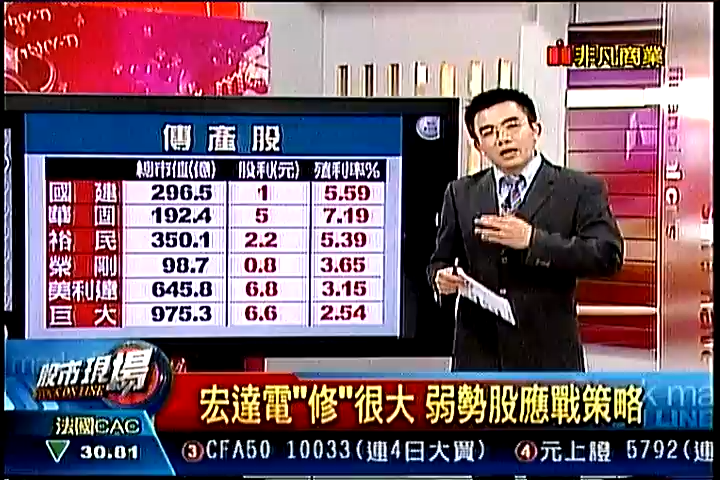 非凡商業
傳產股
總市值(億) 股利(元) 殖利率%
國建 296.5 1 5.59
華固 192.4 5 7.19
裕民 350.1 2.2 5.39
榮剛 98.7 0.8 3.65
美利達 645.8 6.8 3.15
巨大 975.3 6.6 2.54
股市現場
宏達電"修"很大 弱勢股應戰策略
法國CAC
▼ 30.81 ③CFA50 10033(連4日大買) ④元上證 5792(連